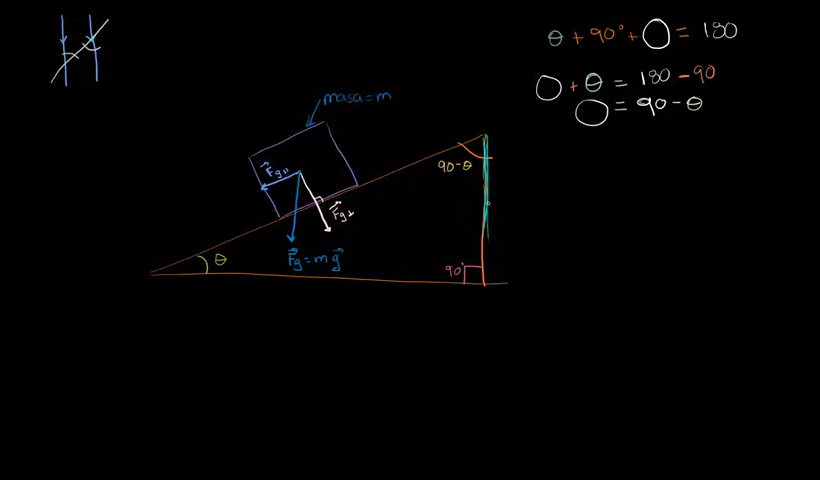 θ + 90° + ◯ = 180
◯ + θ = 180 - 90
◯ = 90 - θ
masa = m
F⃗g∥
90-θ
F⃗g⊥
θ
F⃗g = mg⃗
90°